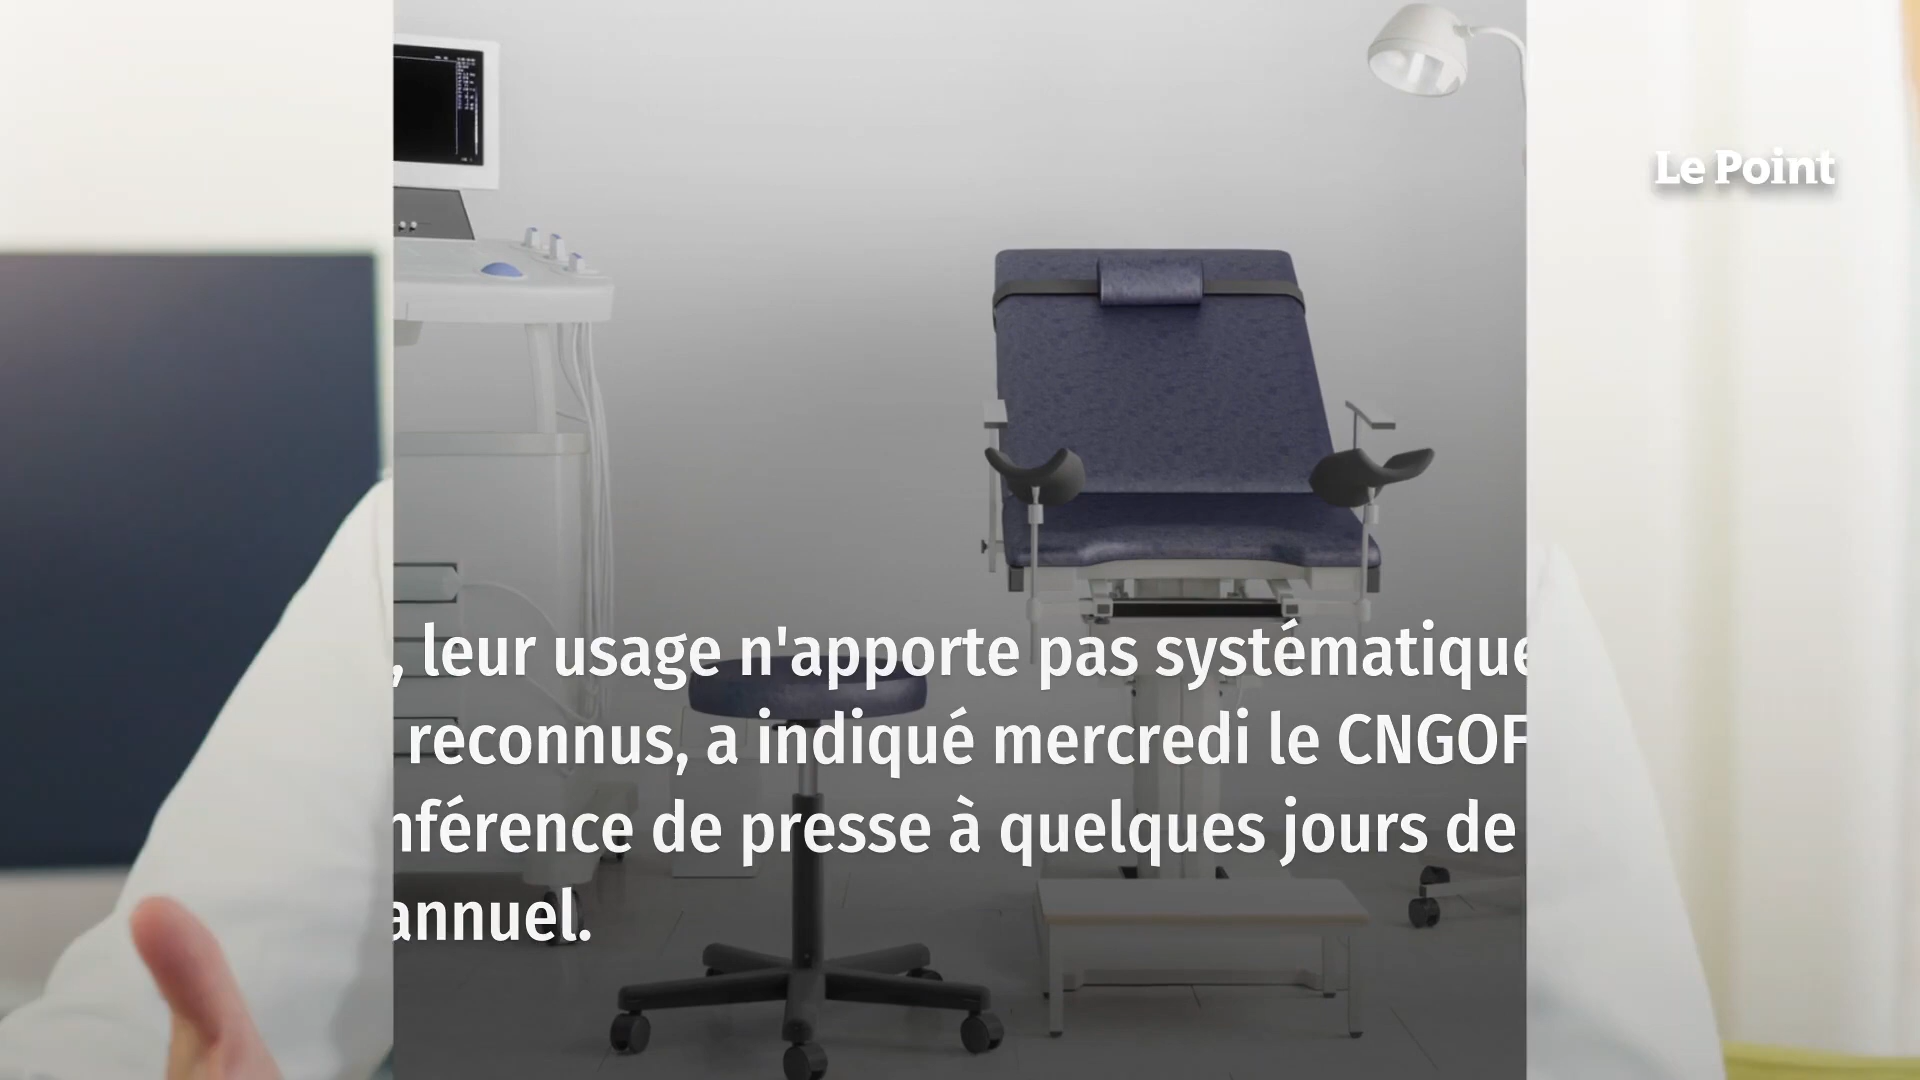 Le Point
, leur usage n'apporte pas systématique
reconnus, a indiqué mercredi le CNGOF
nférence de presse à quelques jours de
annuel.